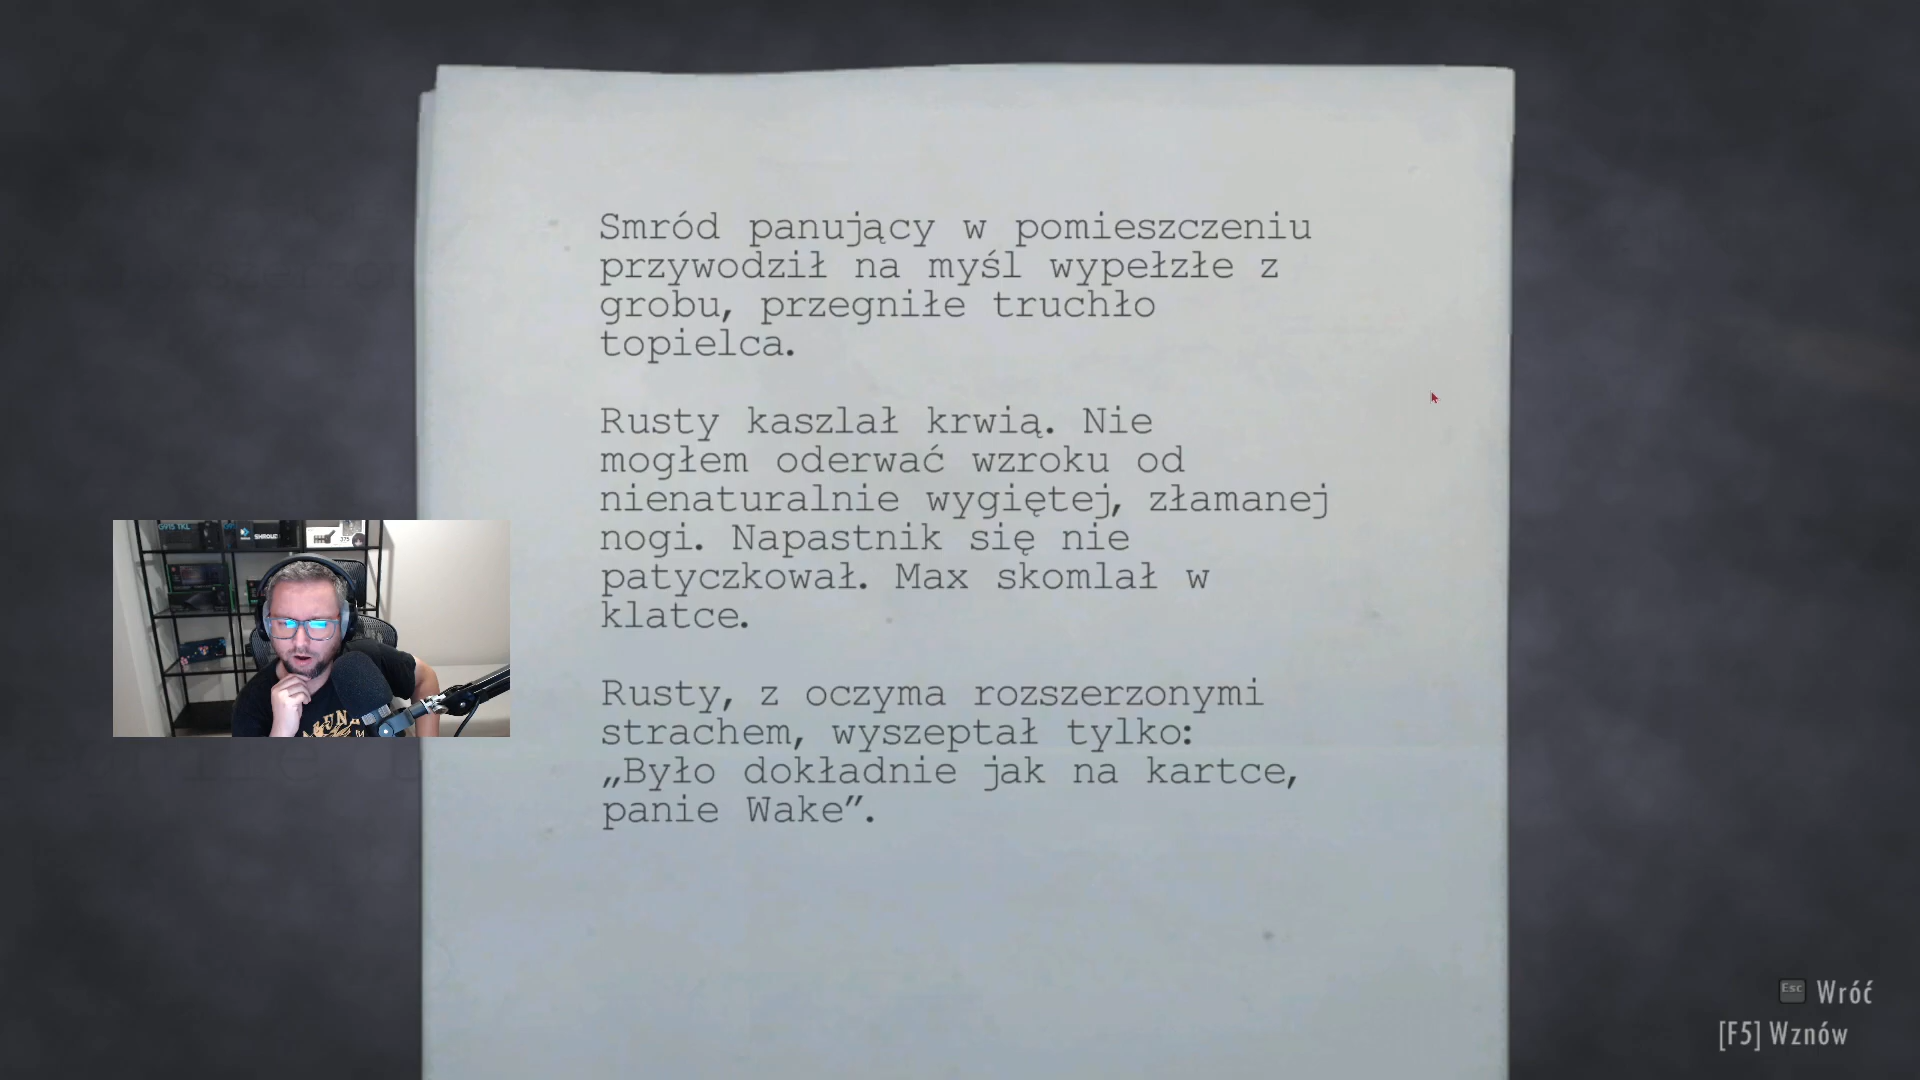 Smród panujący w pomieszczeniu
przywodził na myśl wypełzłe z
grobu, przegniłe truchło
topielca.
Rusty kaszlał krwią. Nie
mogłem oderwać wzroku od
nienaturalnie wygiętej, złamanej
nogi. Napastnik się nie
patyczkował. Max skomlał w
klatce.
Rusty, z oczyma rozszerzonymi
strachem, wyszeptał tylko:
„Było dokładnie jak na kartce,
panie Wake”.
SHROUD
Esc Wróć
[F5] Wznów